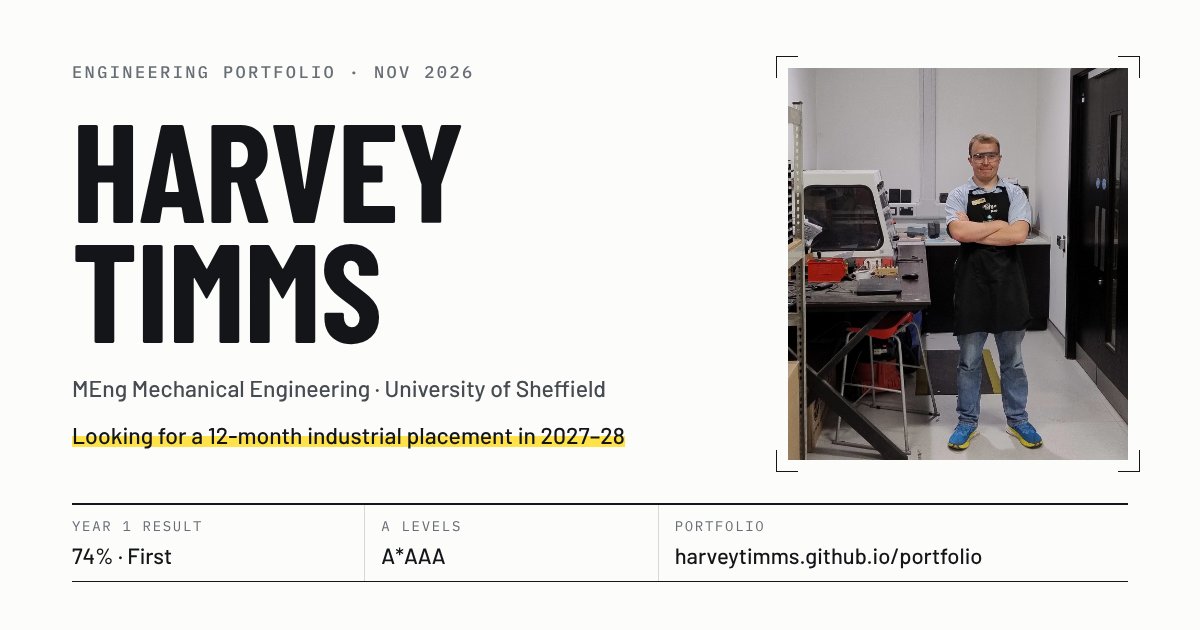 ENGINEERING PORTFOLIO · NOV 2026
HARVEY
TIMMS
MEng Mechanical Engineering · University of Sheffield
Looking for a 12-month industrial placement in 2027–28
YEAR 1 RESULT
74% · First
A LEVELS
A*AAA
PORTFOLIO
harveytimms.github.io/portfolio